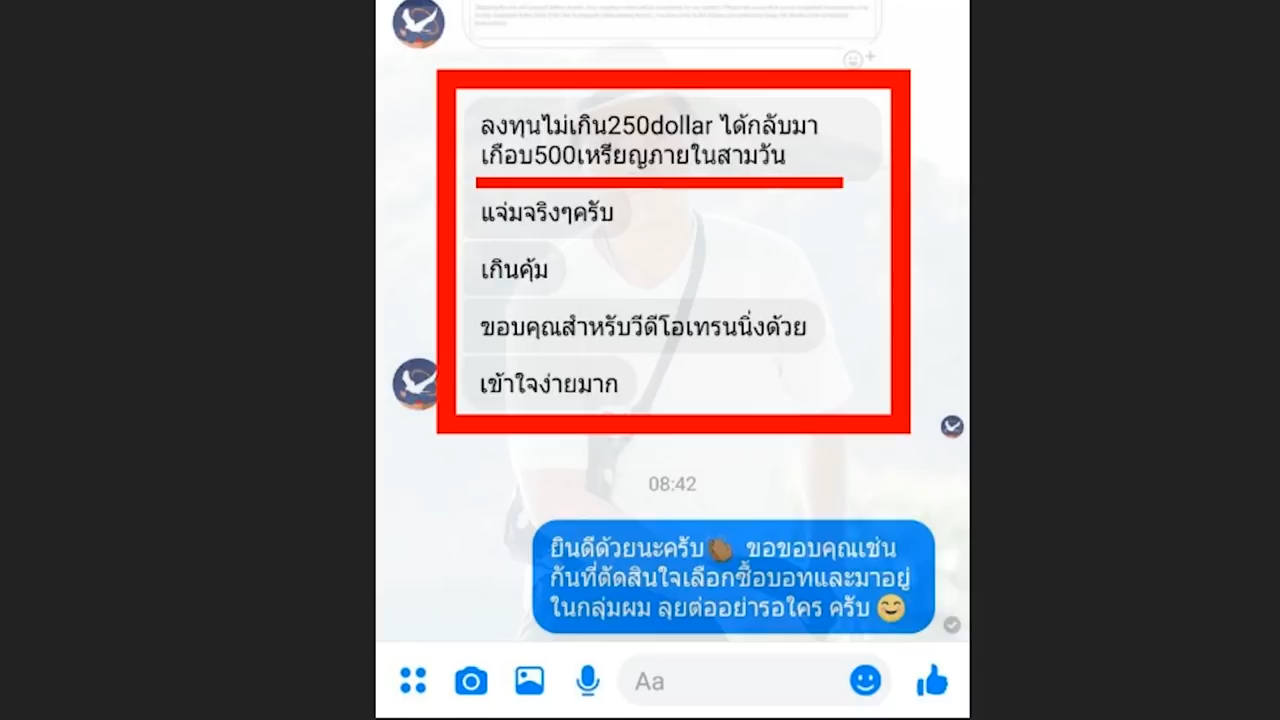 ลงทุนไม่เกิน250dollar ได้กลับมา
เกือบ500เหรียญภายในสามวัน
แจ่มจริงๆครับ
เกินคุ้ม
ขอบคุณสำหรับวีดีโอเทรนนิ่งด้วย
เข้าใจง่ายมาก
08:42
ยินดีด้วยนะครับ👏🏾 ขอขอบคุณเช่น
กันที่ตัดสินใจเลือกซื้อบอทและมาอยู่
ในกลุ่มผม ลุยต่ออย่ารอใคร ครับ 😊
Aa